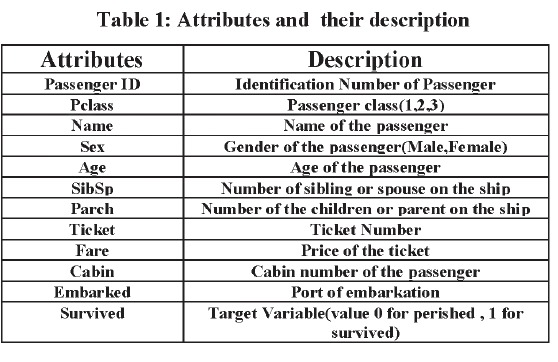 Table 1: Attributes and their description
Attributes Description
Passenger ID Identification Number of Passenger
Pclass Passenger class(1,2,3)
Name Name of the passenger
Sex Gender of the passenger(Male,Female)
Age Age of the passenger
SibSp Number of sibling or spouse on the ship
Parch Number of the children or parent on the ship
Ticket Ticket Number
Fare Price of the ticket
Cabin Cabin number of the passenger
Embarked Port of embarkation
Survived Target Variable(value 0 for perished , 1 for
survived)